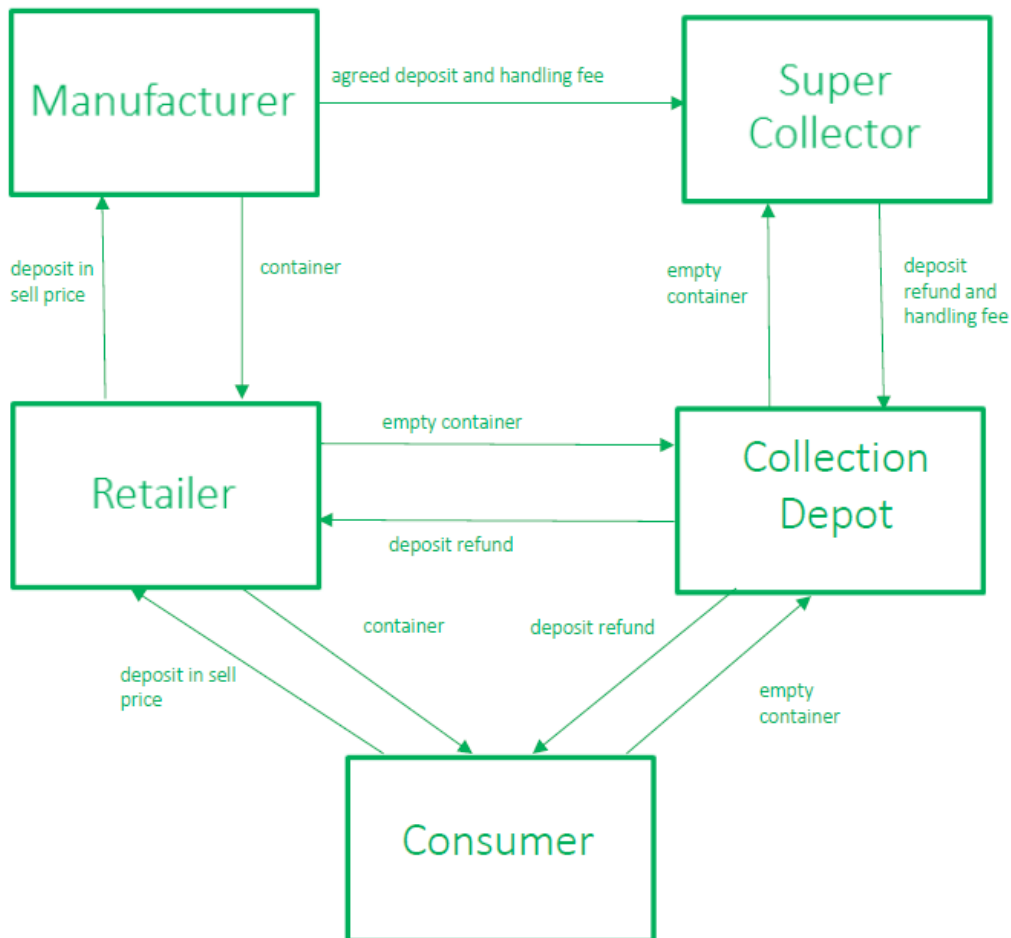 Manufacturer
agreed deposit and handling fee
Super
Collector
deposit in
sell price
container
empty
container
deposit
refund and
handling fee
Retailer
empty container
deposit refund
Collection
Depot
container
deposit refund
deposit in sell
price
empty
container
Consumer